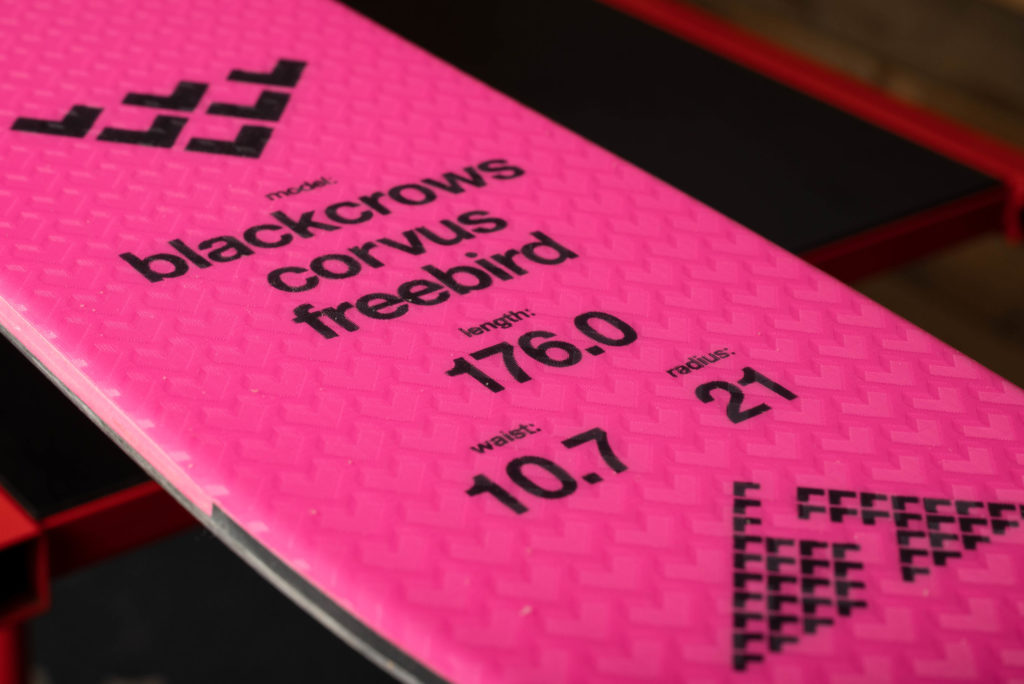 model:
blackcrows
corvus
freebird
length:
176.0
radius:
21
waist:
10.7